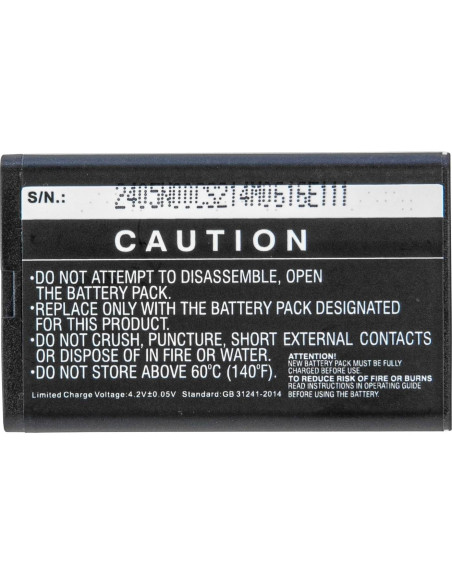 S/N.:
CAUTION
•DO NOT ATTEMPT TO DISASSEMBLE, OPEN
THE BATTERY PACK.
•REPLACE ONLY WITH THE BATTERY PACK DESIGNATED
FOR THIS PRODUCT.
•DO NOT CRUSH, PUNCTURE, SHORT EXTERNAL CONTACTS
OR DISPOSE OF IN FIRE OR WATER.
•DO NOT STORE ABOVE 60°C (140°F).
ATTENTION!
NEW BATTERY PACK MUST BE FULLY
CHARGED BEFORE USE.
TO REDUCE RISK OF FIRE OR BURNS
READ INSTRUCTIONS IN OPERATING GUIDE
BEFORE USING THE BATTERY.
Limited Charge Voltage:4.2V±0.05V Standard:GB 31241-2014